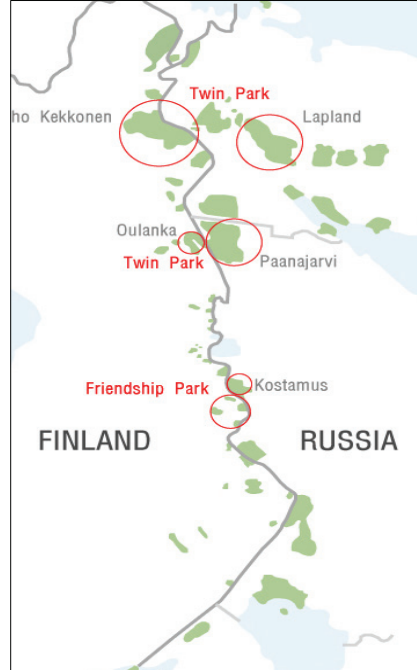 Twin Park
ho Kekkonen
Lapland
Oulanka
Twin Park
Paanajarvi
Friendship Park
Kostamus
FINLAND
RUSSIA